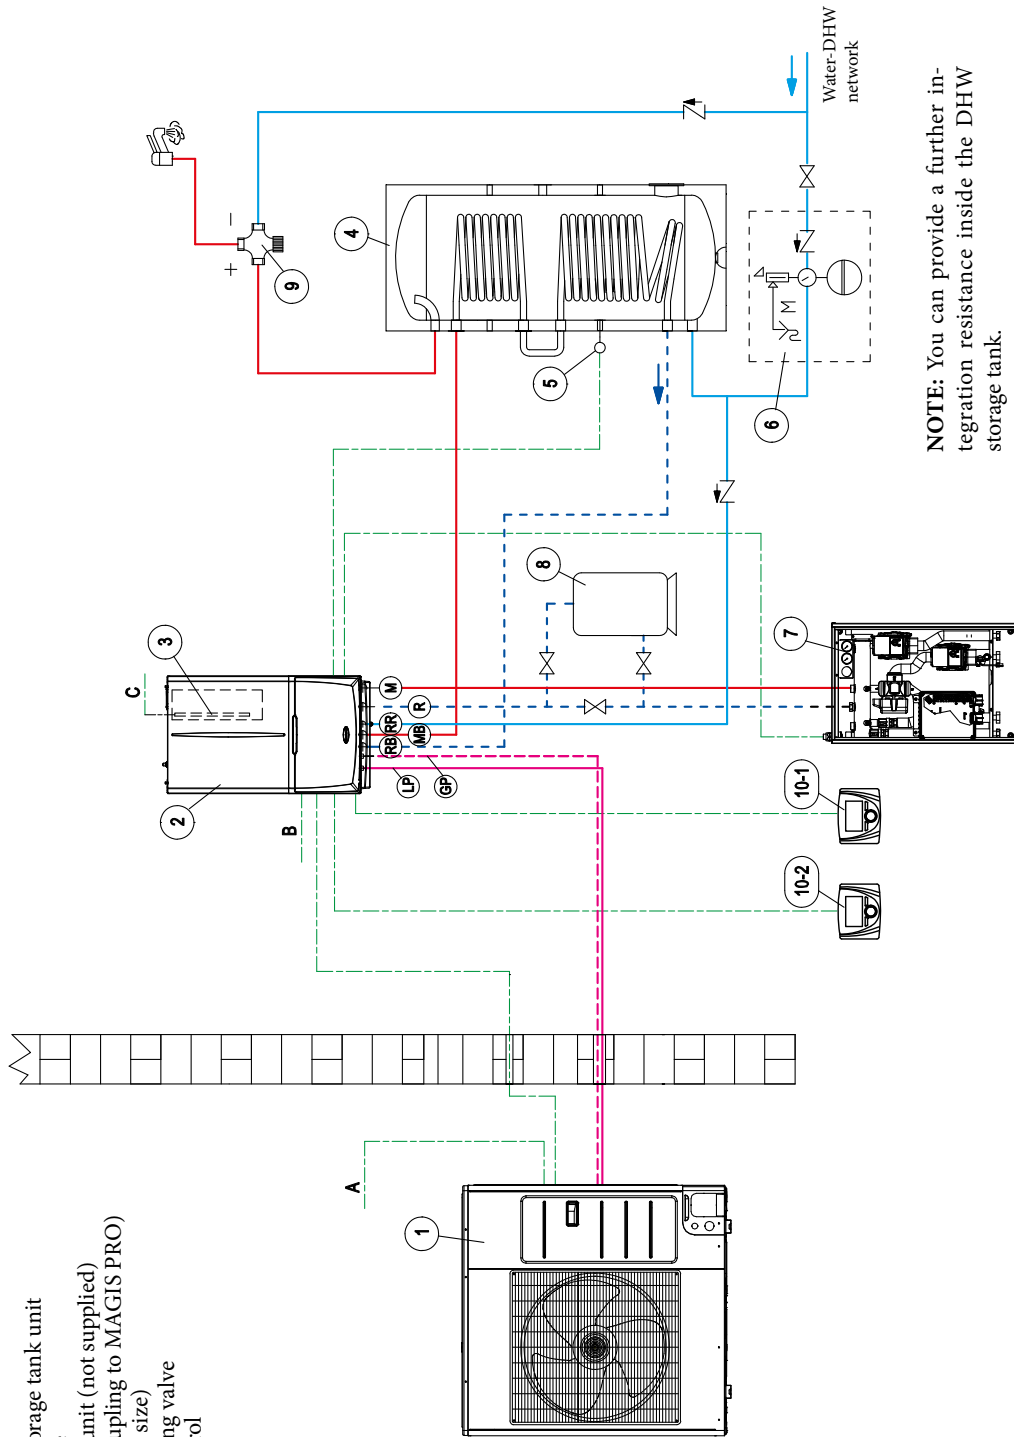 orage tank unit
unit (not supplied)
upling to MAGIS PRO)
size)
ng valve
rol
1
A
B
C
2
3
LP
GP
RB
MB
RR
R
M
10-2
10-1
7
8
5
4
9
+
−
6
M
Water-DHW
network
NOTE: You can provide a further in-
tegration resistance inside the DHW
storage tank.